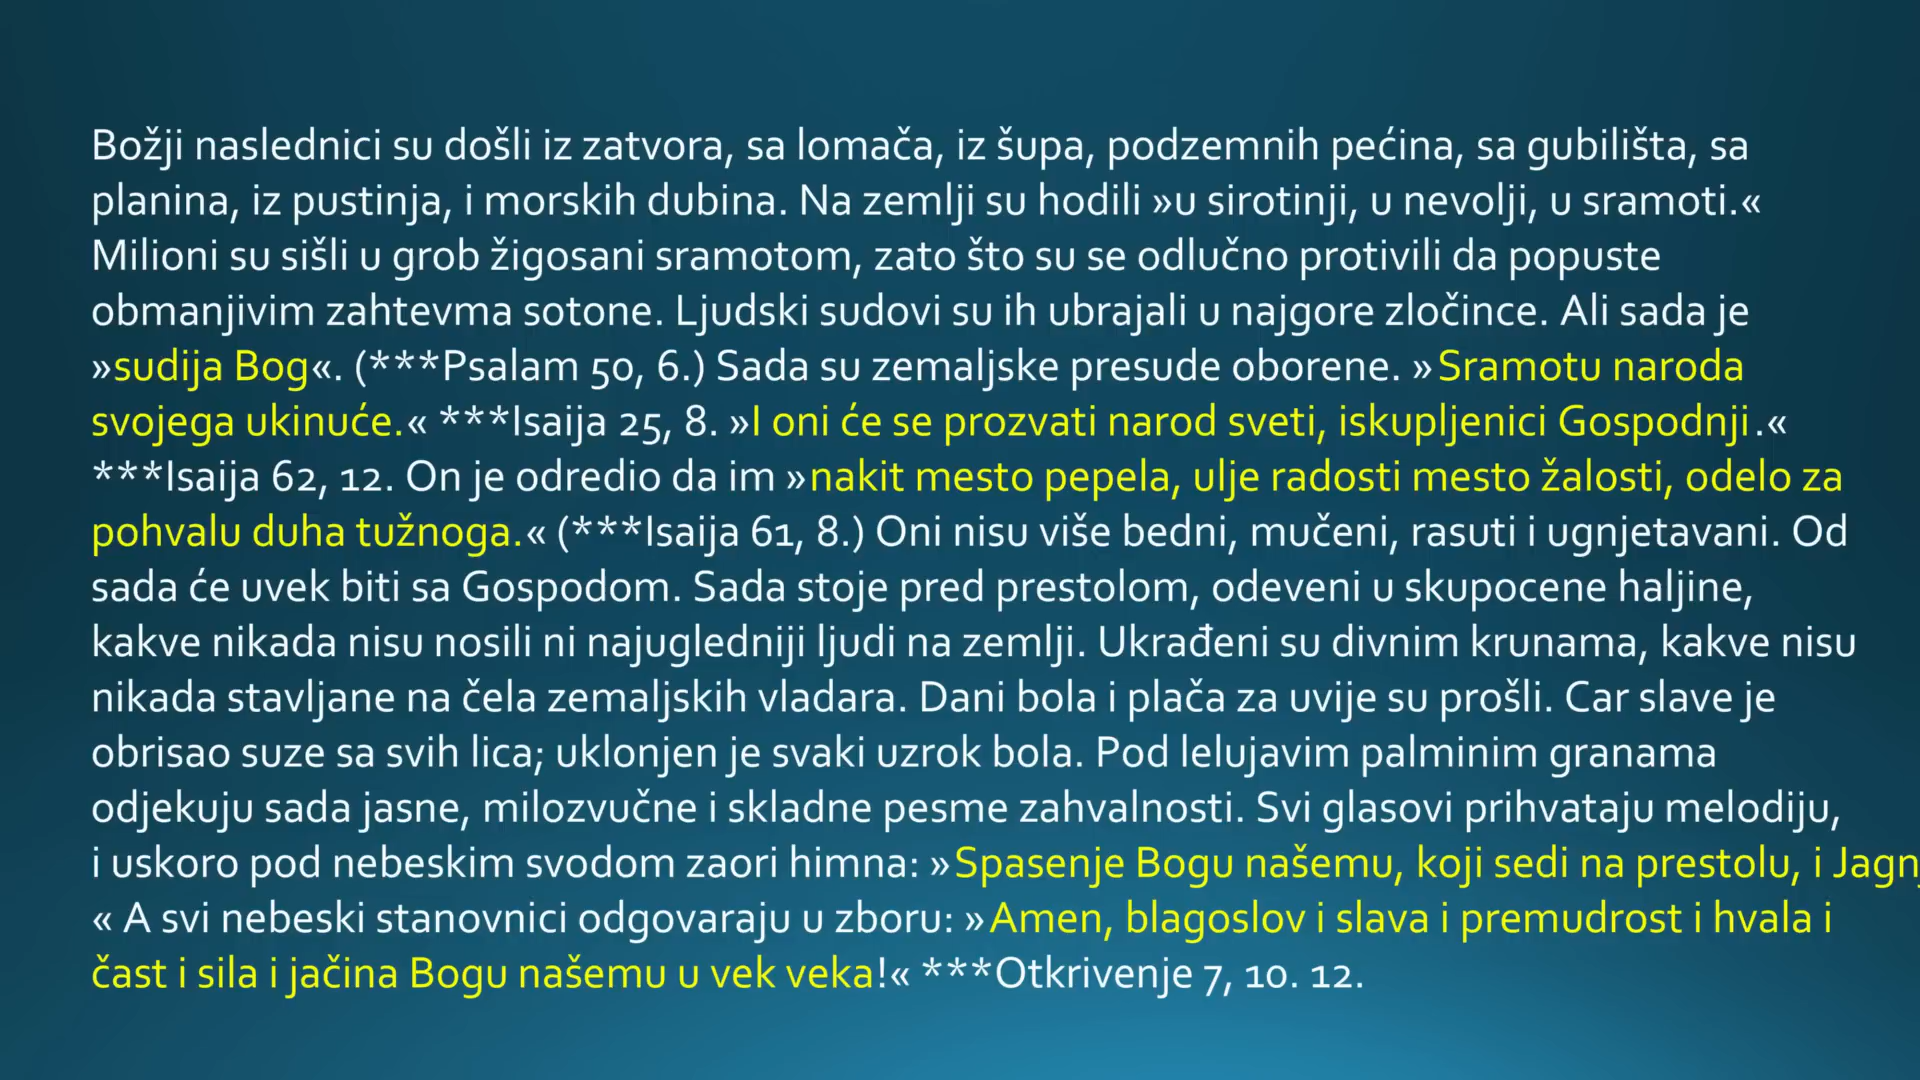 Božji naslednici su došli iz zatvora, sa lomača, iz šupa, podzemnih pećina, sa gubilišta, sa
planina, iz pustinja, i morskih dubina. Na zemlji su hodili »u sirotinji, u nevolji, u sramoti.«
Milioni su sišli u grob žigosani sramotom, zato što su se odlučno protivili da popuste
obmanjivim zahtevma sotone. Ljudski sudovi su ih ubrajali u najgore zločince. Ali sada je
»sudija Bog«. (***Psalam 50, 6.) Sada su zemaljske presude oborene. »Sramotu naroda
svojega ukinuće.« ***Isaija 25, 8. »I oni će se prozvati narod sveti, iskupljenici Gospodnji.«
***Isaija 62, 12. On je odredio da im »nakit mesto pepela, ulje radosti mesto žalosti, odelo za
pohvalu duha tužnoga.« (***Isaija 61, 8.) Oni nisu više bedni, mučeni, rasuti i ugnjetavani. Od
sada će uvek biti sa Gospodom. Sada stoje pred prestolom, odeveni u skupocene haljine,
kakve nikada nisu nosili ni najugledniji ljudi na zemlji. Ukrađeni su divnim krunama, kakve nisu
nikada stavljane na čela zemaljskih vladara. Dani bola i plača za uvije su prošli. Car slave je
obrisao suze sa svih lica; uklonjen je svaki uzrok bola. Pod lelujavim palminim granama
odjekuju sada jasne, milozvučne i skladne pesme zahvalnosti. Svi glasovi prihvataju melodiju,
i uskoro pod nebeskim svodom zaori himna: »Spasenje Bogu našemu, koji sedi na prestolu, i
« A svi nebeski stanovnici odgovaraju u zboru: »Amen, blagoslov i slava i premudrost i hvala i
čast i sila i jačina Bogu našemu u vek veka!« ***Otkrivenje 7, 10. 12.